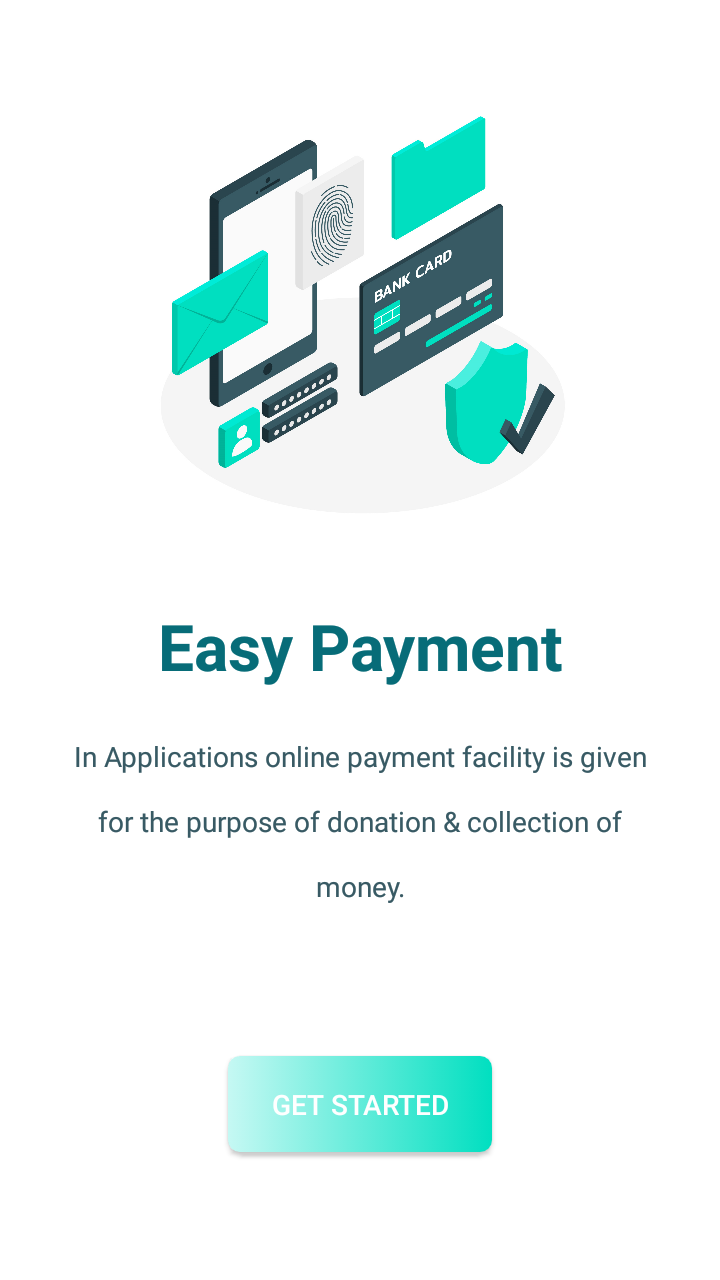 BANK CARD
Easy Payment
In Applications online payment facility is given
for the purpose of donation & collection of
money.
GET STARTED